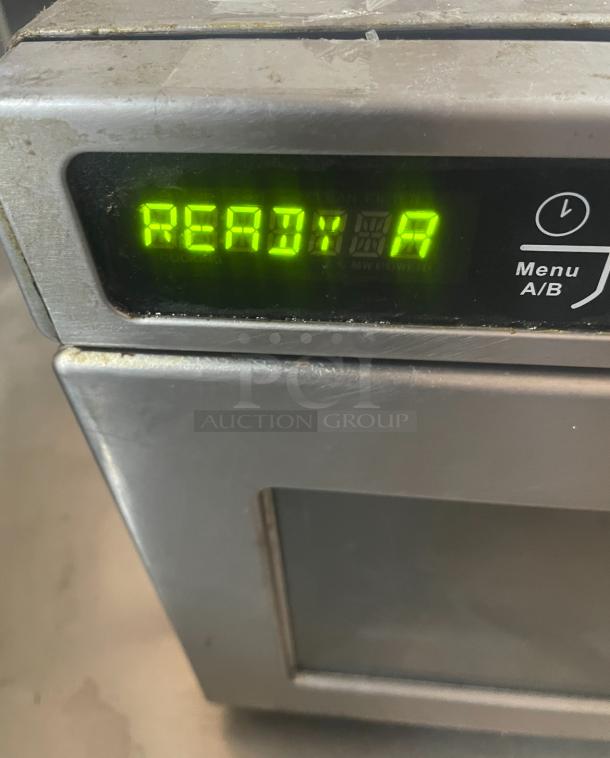 READY A
Menu
A/B
PCI
AUCTION GROUP